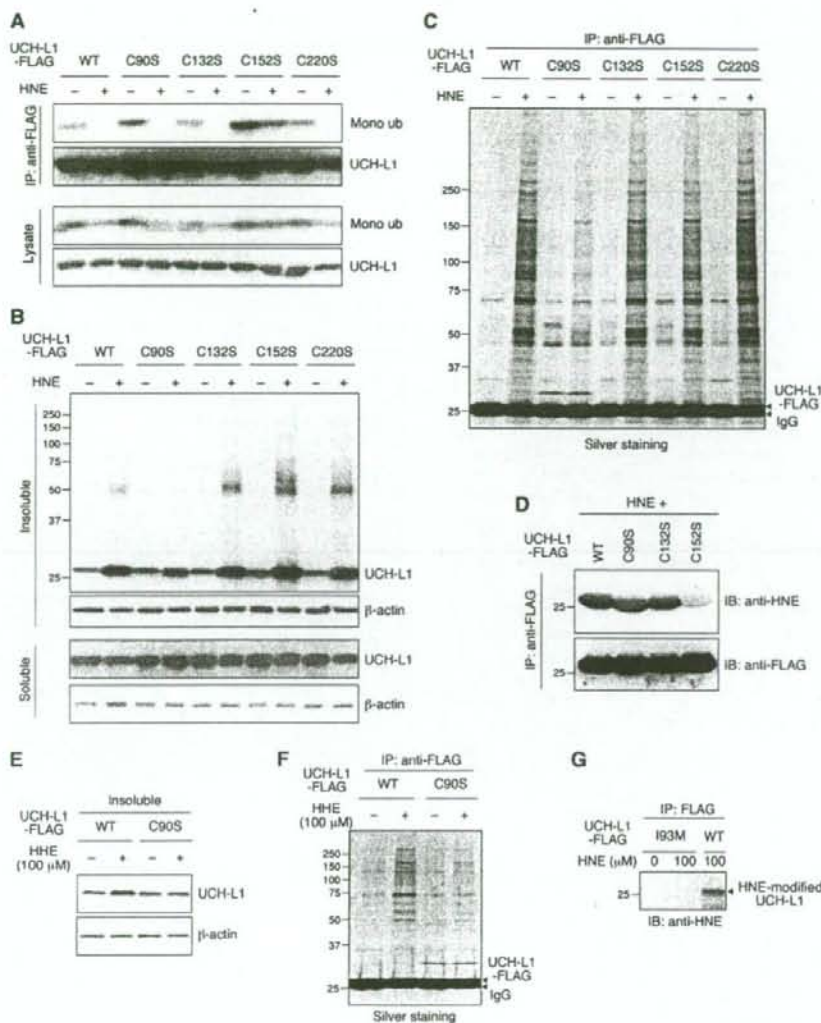 A
UCH-L1
-FLAG
WT C90S C132S C152S C220S
HNE – + – + – + – + – +
IP: anti-FLAG
Mono ub
UCH-L1
Lysate
Mono ub
UCH-L1
B
UCH-L1
-FLAG
WT C90S C132S C152S C220S
HNE – + – + – + – + – +
Insoluble
250
150
100
75
50
37
25
UCH-L1
β-actin
Soluble
UCH-L1
β-actin
C
IP: anti-FLAG
UCH-L1
-FLAG
WT C90S C132S C152S C220S
HNE – + – + – + – + – +
250
150
100
75
50
37
25
UCH-L1
-FLAG
IgG
Silver staining
D
HNE +
UCH-L1
-FLAG
WT
C90S
C132S
C152S
IP: anti-FLAG
25
IB: anti-HNE
25
IB: anti-FLAG
E
Insoluble
UCH-L1
-FLAG
WT C90S
HHE
(100 μM)
– + – +
UCH-L1
β-actin
F
IP: anti-FLAG
UCH-L1
-FLAG
WT C90S
HHE
(100 μM)
– + – +
250
150
100
75
50
37
25
UCH-L1
-FLAG
IgG
Silver staining
G
IP: FLAG
UCH-L1
-FLAG
I93M WT
HNE (μM) 0 100 100
25
HNE-modified
UCH-L1
IB: anti-HNE